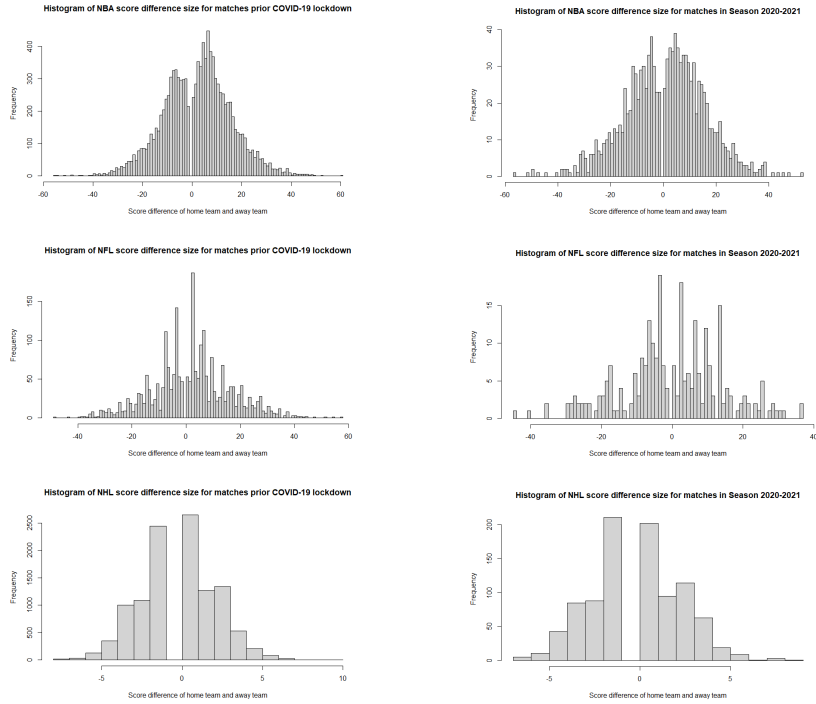 Histogram of NBA score difference size for matches prior COVID-19 lockdown
Frequency
0 100 200 300 400
-60 -40 -20 0 20 40 60
Score difference of home team and away team
Histogram of NBA score difference size for matches in Season 2020-2021
Frequency
0 10 20 30 40
-60 -40 -20 0 20 40
Score difference of home team and away team
Histogram of NFL score difference size for matches prior COVID-19 lockdown
Frequency
0 50 100 150
-40 -20 0 20 40 60
Score difference of home team and away team
Histogram of NFL score difference size for matches in Season 2020-2021
Frequency
0 5 10 15
-40 -20 0 20 40
Score difference of home team and away team
Histogram of NHL score difference size for matches prior COVID-19 lockdown
Frequency
0 500 1000 1500 2000 2500
-5 0 5 10
Score difference of home team and away team
Histogram of NHL score difference size for matches in Season 2020-2021
Frequency
0 50 100 150 200
-5 0 5
Score difference of home team and away team